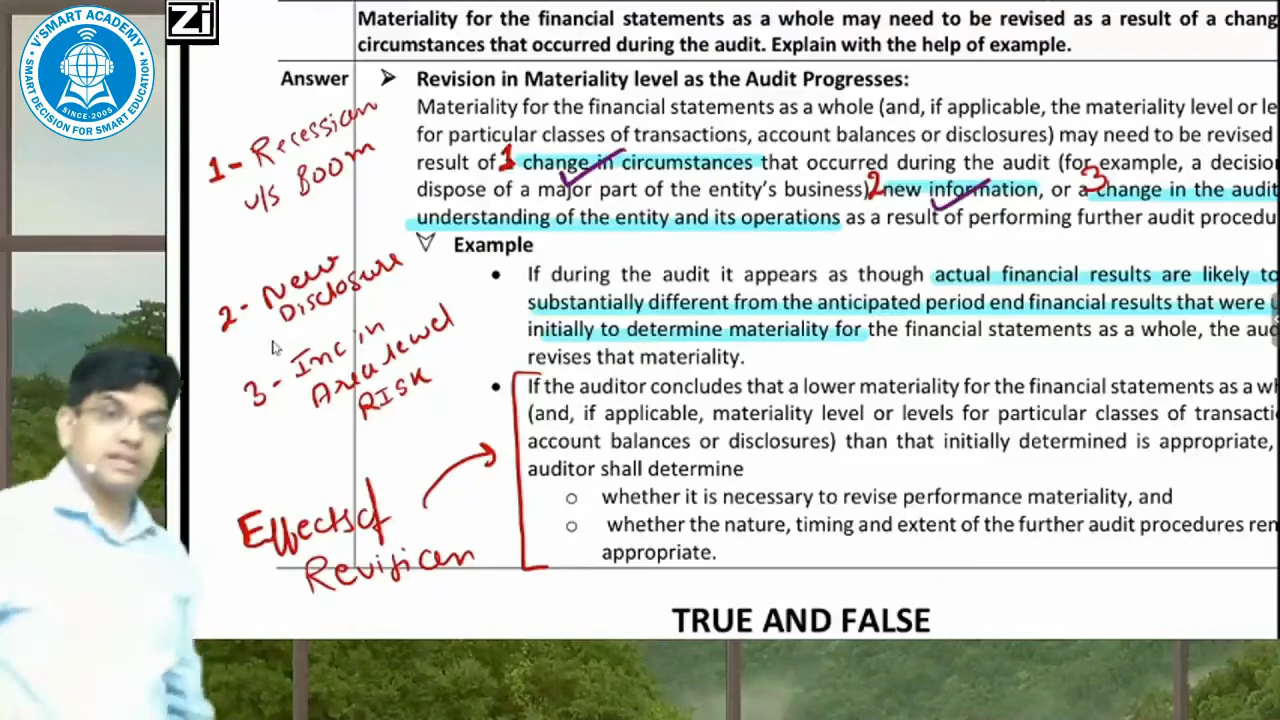 V'SMART ACADEMY
SINCE-2005
SMART DECISION FOR SMART EDUCATION
Zi
Materiality for the financial statements as a whole may need to be revised as a result of a chang
circumstances that occurred during the audit. Explain with the help of example.
Answer ➤ Revision in Materiality level as the Audit Progresses:
Materiality for the financial statements as a whole (and, if applicable, the materiality level or le
for particular classes of transactions, account balances or disclosures) may need to be revised
result of 1 change in circumstances that occurred during the audit (for example, a decisio
dispose of a major part of the entity's business) 2 new information, or a 3 change in the audit
understanding of the entity and its operations as a result of performing further audit procedu
Example
• If during the audit it appears as though actual financial results are likely to
substantially different from the anticipated period end financial results that were
initially to determine materiality for the financial statements as a whole, the aud
revises that materiality.
• If the auditor concludes that a lower materiality for the financial statements as a wh
(and, if applicable, materiality level or levels for particular classes of transacti
account balances or disclosures) than that initially determined is appropriate,
auditor shall determine
o whether it is necessary to revise performance materiality, and
o whether the nature, timing and extent of the further audit procedures ren
appropriate.
1- Recession
v/s Boom
2- New
Disclosure
3- Inc in
Area level
RISK
Effects of
Revision
TRUE AND FALSE